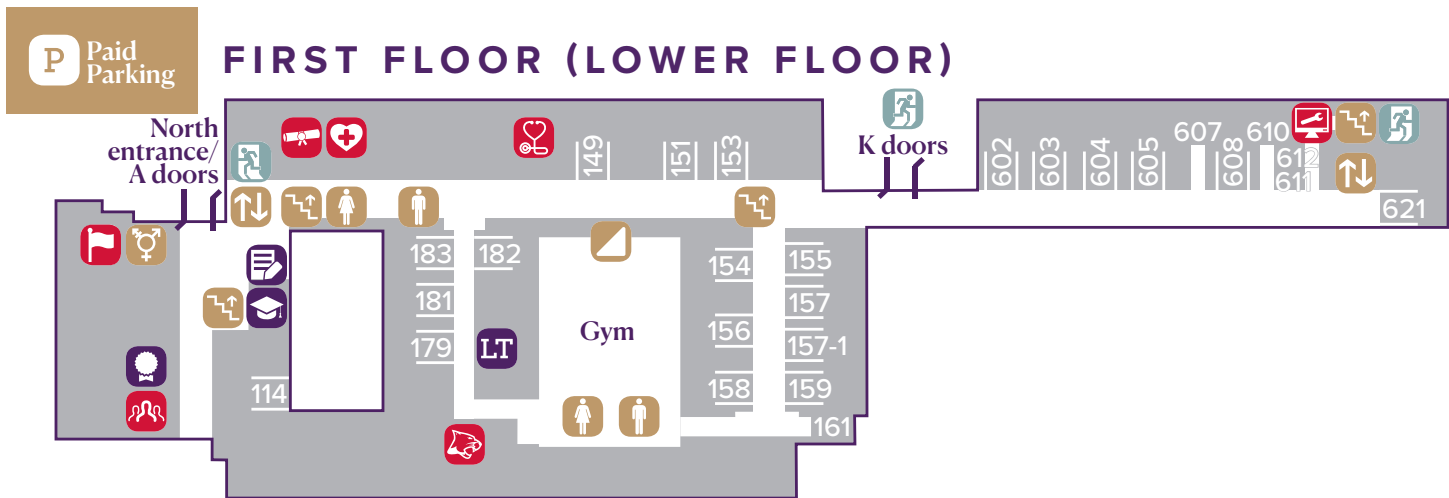 P Paid
Parking
FIRST FLOOR (LOWER FLOOR)
North
entrance/
A doors
K doors
149
151
153
602
603
604
605
607
608
610
612
611
621
183
182
181
179
LT
Gym
154
155
156
157
157-1
158
159
161
114